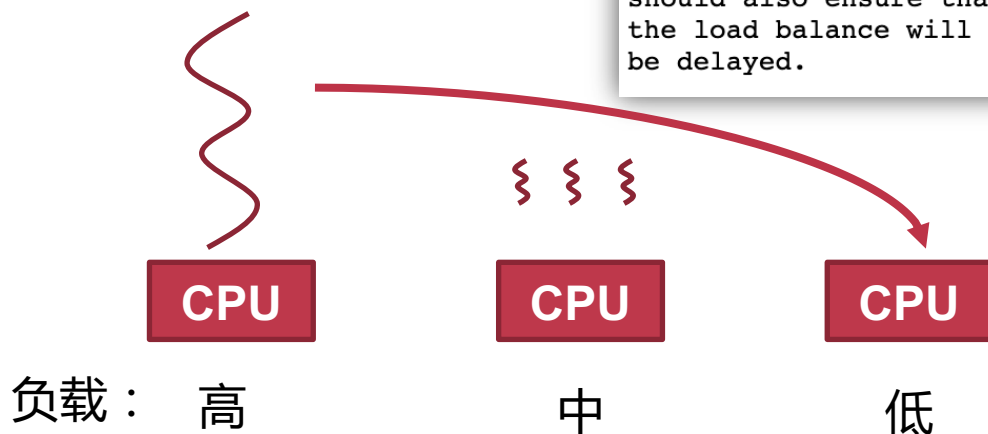 the load balance will
be delayed.
CPU CPU CPU
负载： 高 中 低